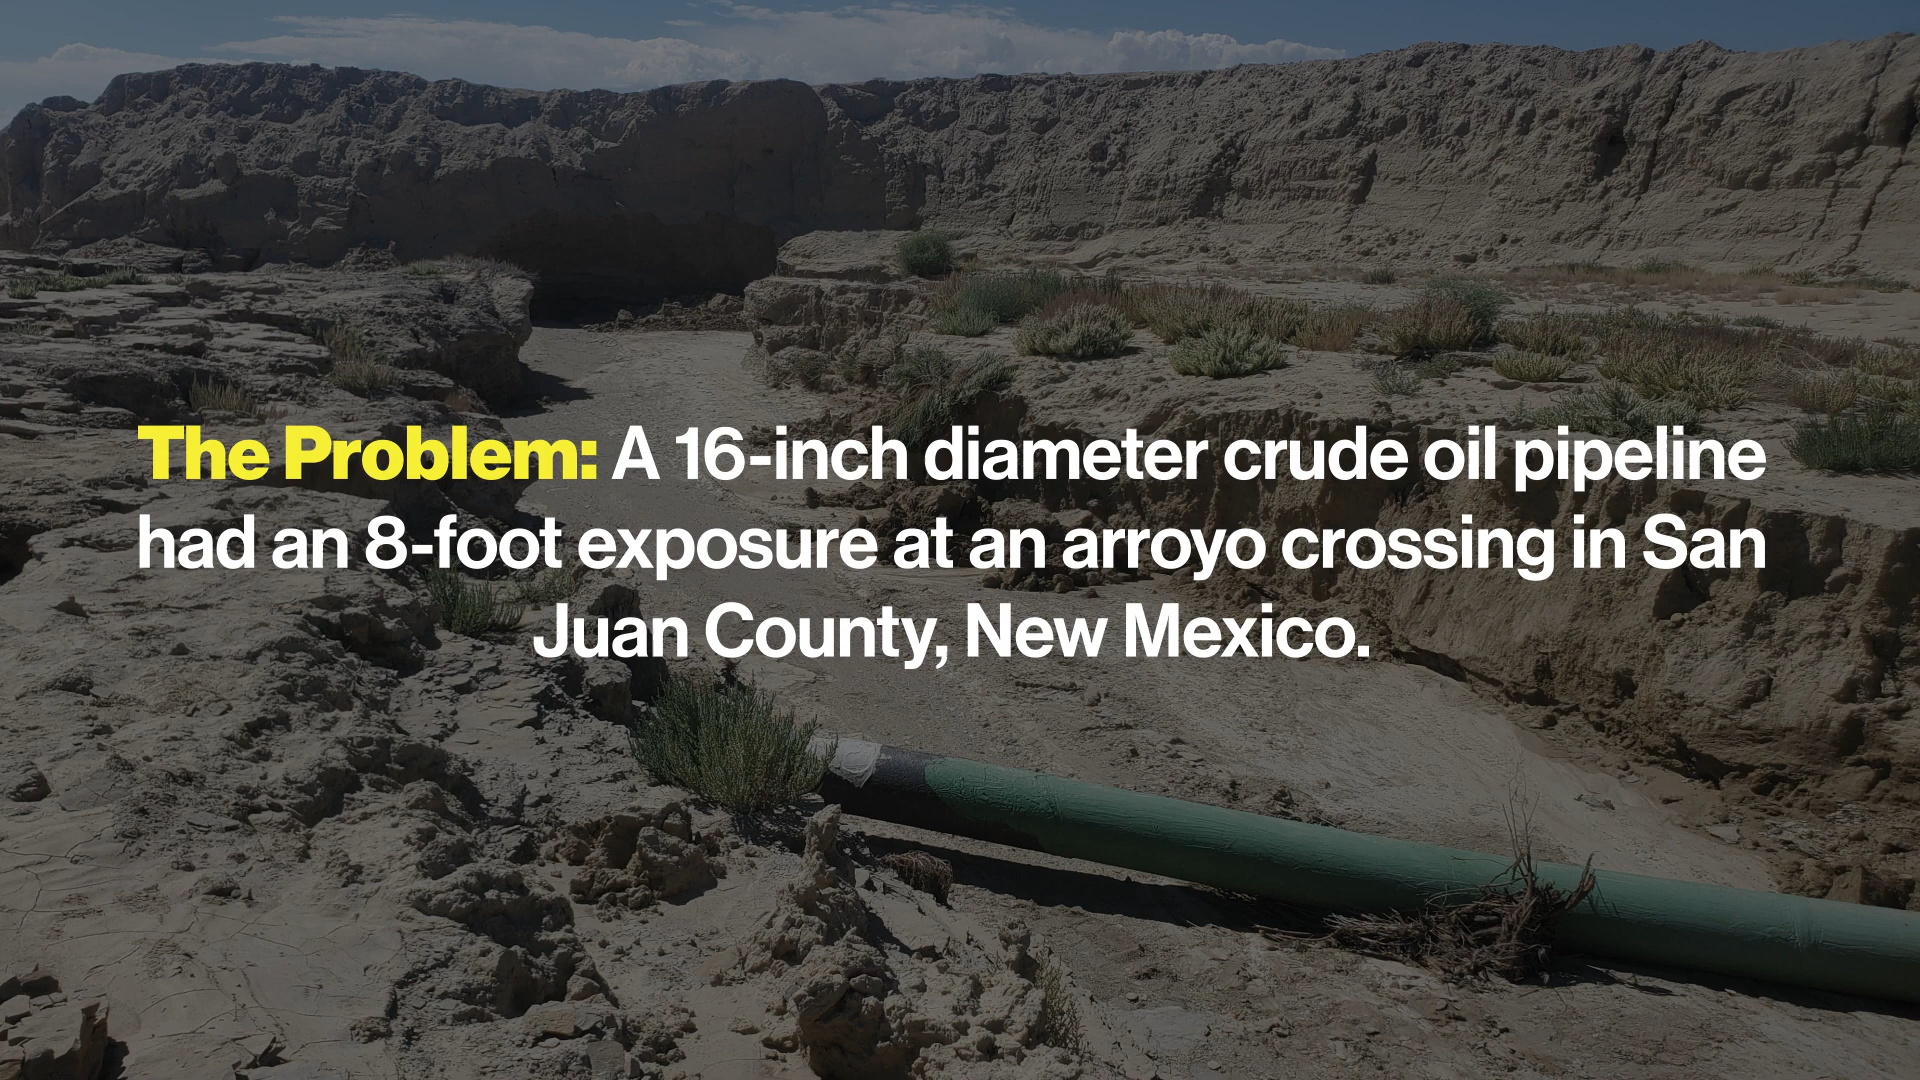 The Problem: A 16-inch diameter crude oil pipeline
had an 8-foot exposure at an arroyo crossing in San
Juan County, New Mexico.